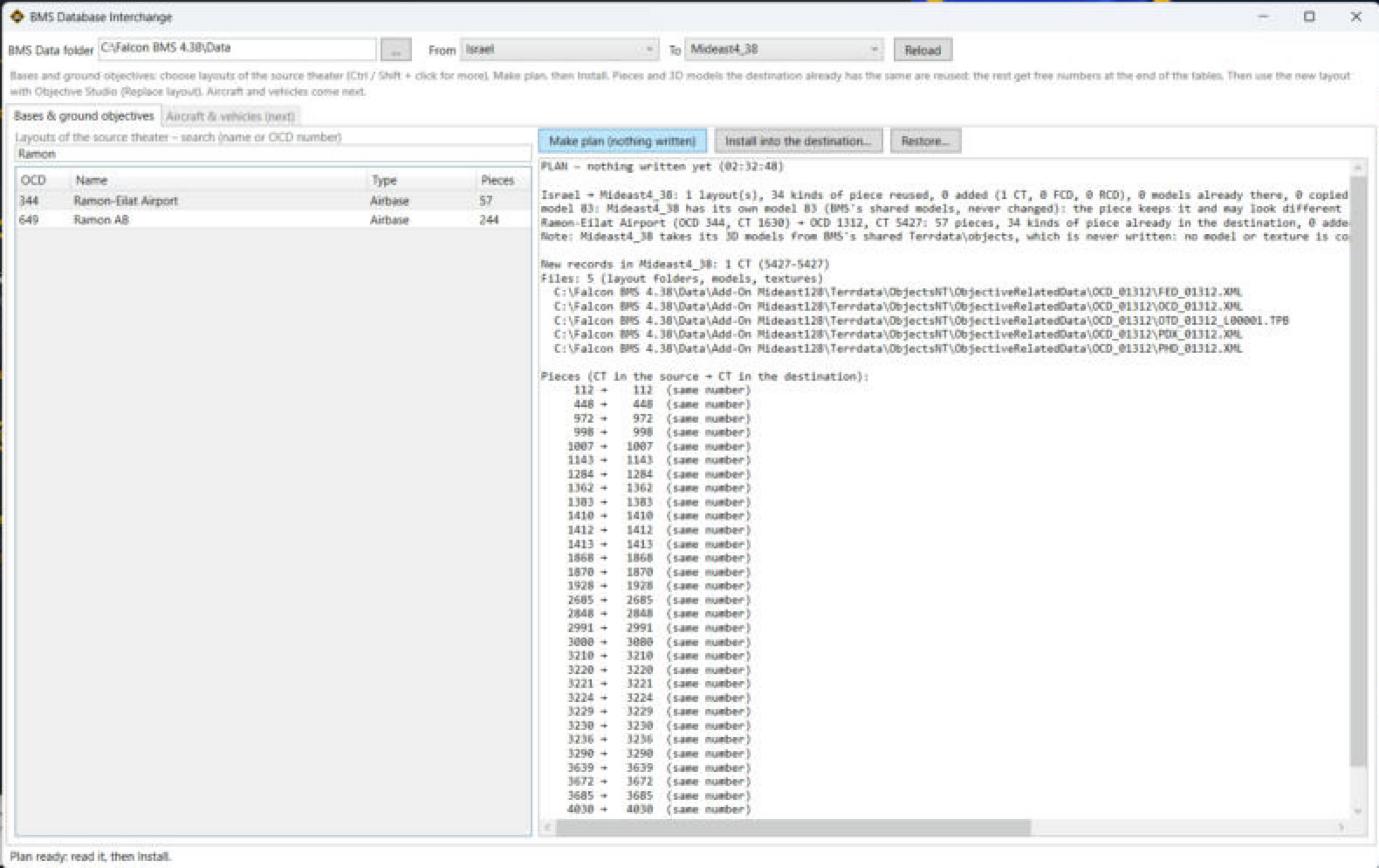 BMS Database Interchange
BMS Data folder C:\Falcon BMS 4.38\Data ... From Israel To Mideast4_38 Reload
Bases and ground objectives: choose layouts of the source theater (Ctrl / Shift + click for more), Make plan, then Install. Pieces and 3D models the destination already has the same are reused; the rest get free numbers at the end of the tables. Then use the new layout
with Objective Studio (Replace layout). Aircraft and vehicles come next.
Bases & ground objectives Aircraft & vehicles (next)
Layouts of the source theater – search (name or OCD number)
Ramon
OCD Name Type Pieces
344 Ramon-Eilat Airport Airbase 57
649 Ramon AB Airbase 244
Make plan (nothing written) Install into the destination... Restore...
PLAN – nothing written yet (02:32:48)
Israel → Mideast4_38: 1 layout(s), 34 kinds of piece reused, 0 added (1 CT, 0 FCD, 0 RCD), 0 models already there, 0 copied
model 83: Mideast4_38 has its own model 83 (BMS's shared models, never changed): the piece keeps it and may look different
Ramon-Eilat Airport (OCD 344, CT 1630) → OCD 1312, CT 5427: 57 pieces, 34 kinds of piece already in the destination, 0 adde
Note: Mideast4_38 takes its 3D models from BMS's shared Terrdata\objects, which is never written: no model or texture is co
New records in Mideast4_38: 1 CT (5427-5427)
Files: 5 (layout folders, models, textures)
C:\Falcon BMS 4.38\Data\Add-On Mideast128\Terrdata\ObjectsNT\ObjectiveRelatedData\OCD_01312\FED_01312.XML
C:\Falcon BMS 4.38\Data\Add-On Mideast128\Terrdata\ObjectsNT\ObjectiveRelatedData\OCD_01312\OCD_01312.XML
C:\Falcon BMS 4.38\Data\Add-On Mideast128\Terrdata\ObjectsNT\ObjectiveRelatedData\OCD_01312\OTD_01312_L00001.TPB
C:\Falcon BMS 4.38\Data\Add-On Mideast128\Terrdata\ObjectsNT\ObjectiveRelatedData\OCD_01312\PDX_01312.XML
C:\Falcon BMS 4.38\Data\Add-On Mideast128\Terrdata\ObjectsNT\ObjectiveRelatedData\OCD_01312\PHD_01312.XML
Pieces (CT in the source → CT in the destination):
112 → 112 (same number)
448 → 448 (same number)
972 → 972 (same number)
998 → 998 (same number)
1007 → 1007 (same number)
1143 → 1143 (same number)
1284 → 1284 (same number)
1362 → 1362 (same number)
1383 → 1383 (same number)
1410 → 1410 (same number)
1412 → 1412 (same number)
1413 → 1413 (same number)
1868 → 1868 (same number)
1870 → 1870 (same number)
1928 → 1928 (same number)
2685 → 2685 (same number)
2848 → 2848 (same number)
2991 → 2991 (same number)
3080 → 3080 (same number)
3210 → 3210 (same number)
3220 → 3220 (same number)
3221 → 3221 (same number)
3224 → 3224 (same number)
3229 → 3229 (same number)
3230 → 3230 (same number)
3236 → 3236 (same number)
3290 → 3290 (same number)
3639 → 3639 (same number)
3672 → 3672 (same number)
3685 → 3685 (same number)
4030 → 4030 (same number)
Plan ready: read it, then Install.